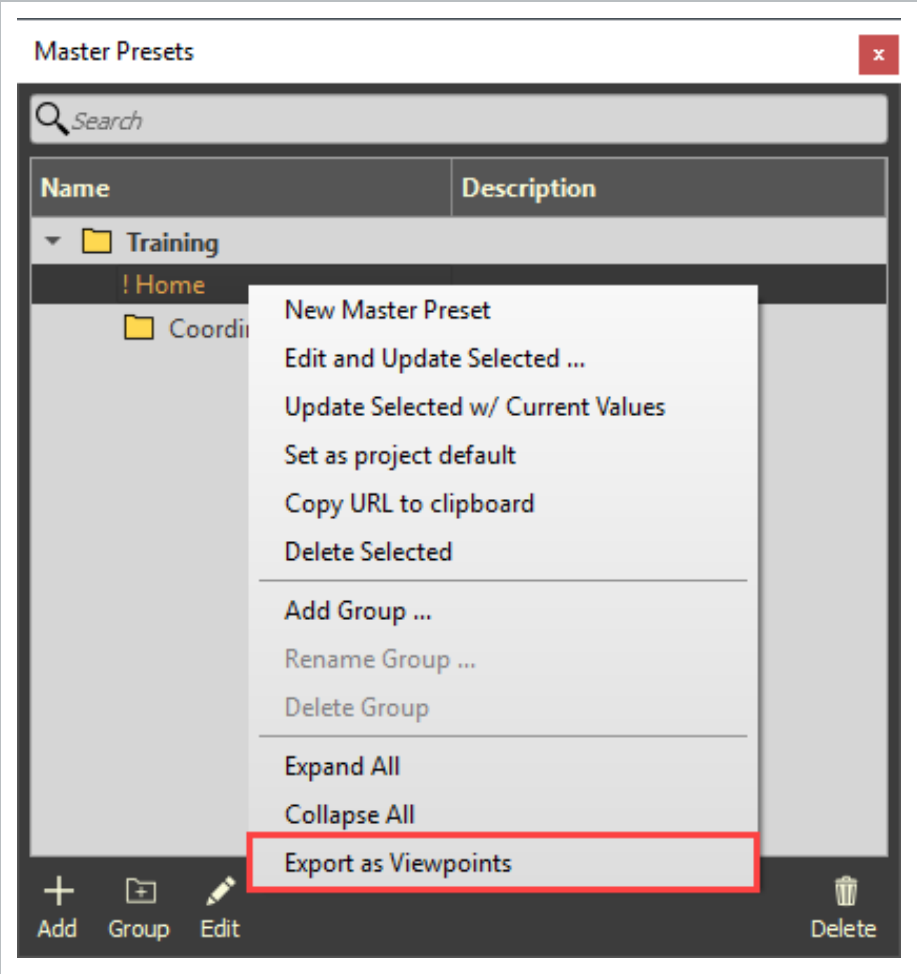 Master Presets
x
Search
Name Description
Training
! Home
Coordi
New Master Preset
Edit and Update Selected ...
Update Selected w/ Current Values
Set as project default
Copy URL to clipboard
Delete Selected
Add Group ...
Rename Group ...
Delete Group
Expand All
Collapse All
Export as Viewpoints
Add Group Edit Delete